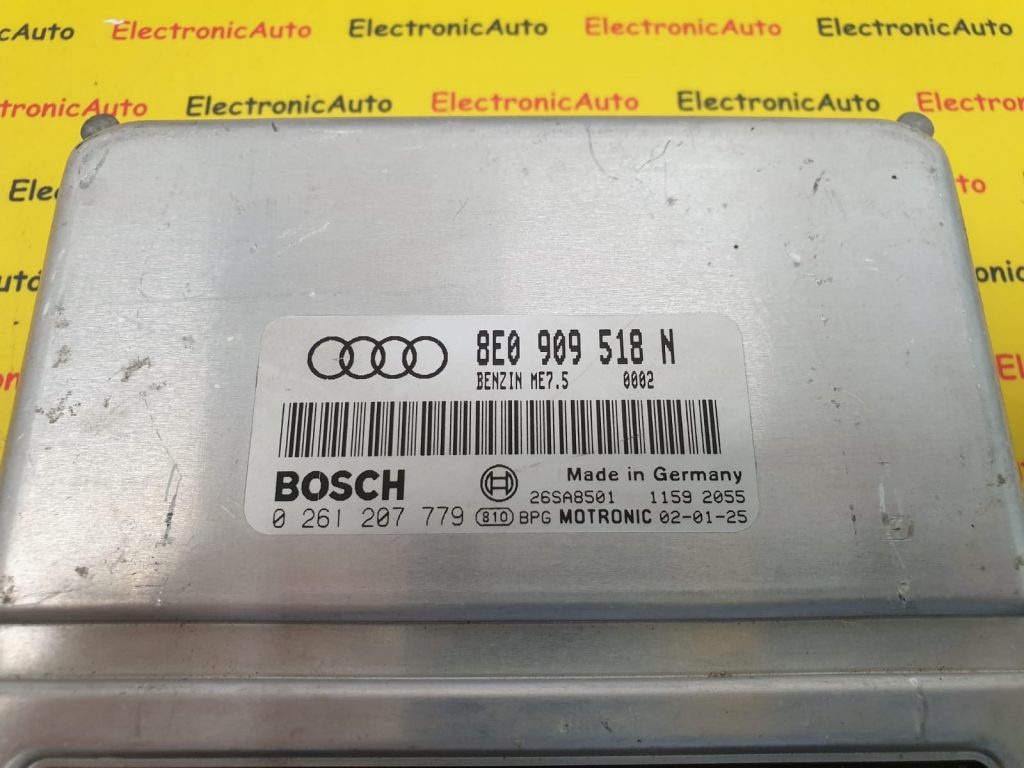 ElectronicAuto ElectronicAuto ElectronicAuto ElectronicAuto
ElectronicAuto ElectronicAuto ElectronicAuto
8E0 909 518 N
BENZIN ME7.5 0002
BOSCH Made in Germany
26SA8501 1159 2055
0 261 207 779 810 BPG MOTRONIC 02-01-25